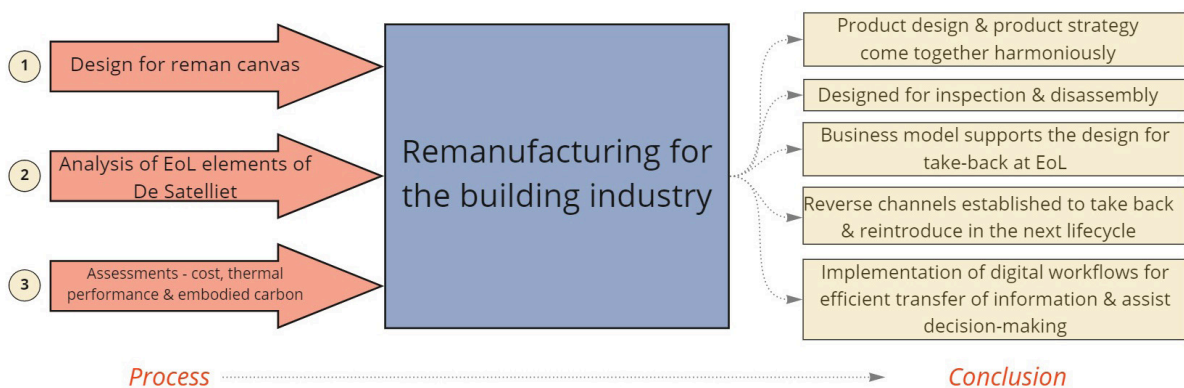 1
Design for reman canvas
2
Analysis of EoL elements of
De Satelliet
3
Assessments - cost, thermal
performance & embodied carbon
Remanufacturing for
the building industry
Product design & product strategy
come together harmoniously
Designed for inspection & disassembly
Business model supports the design for
take-back at EoL
Reverse channels established to take back
& reintroduce in the next lifecycle
Implementation of digital workflows for
efficient transfer of information & assist
decision-making
Process
Conclusion